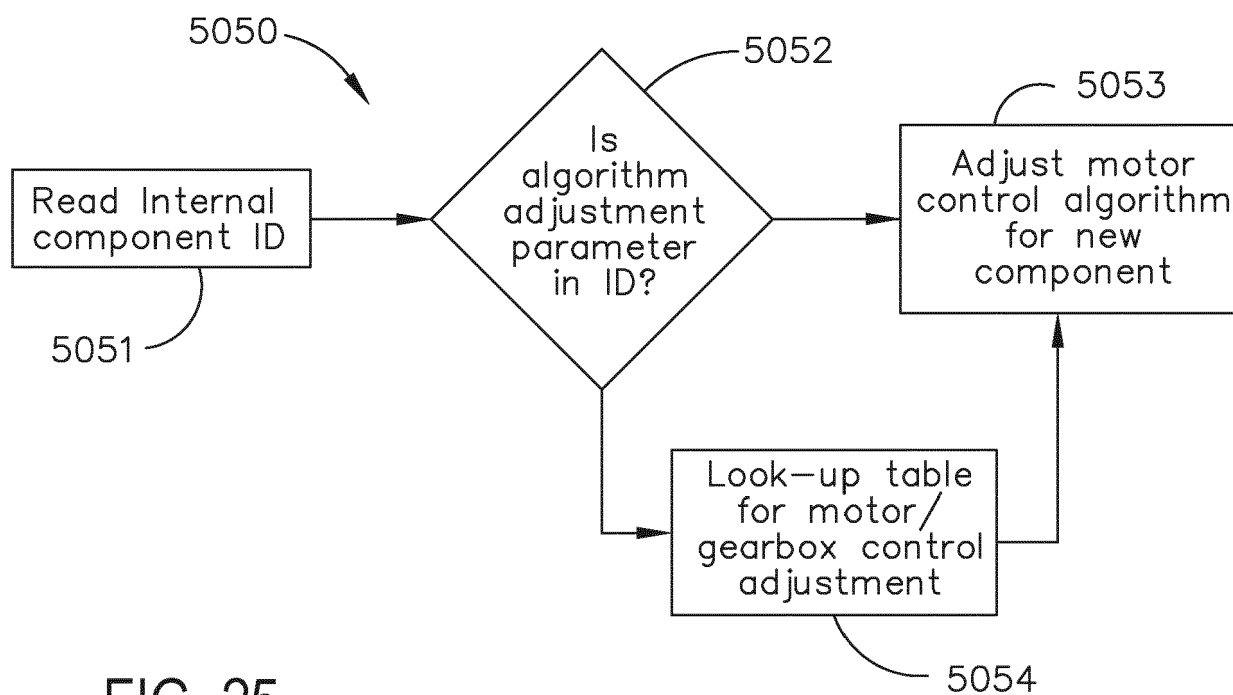 5050
5052
5053
Read Internal
component ID
5051
Is
algorithm
adjustment
parameter
in ID?
Adjust motor
control algorithm
for new
component
Look-up table
for motor/
gearbox control
adjustment
5054
FIG. 25